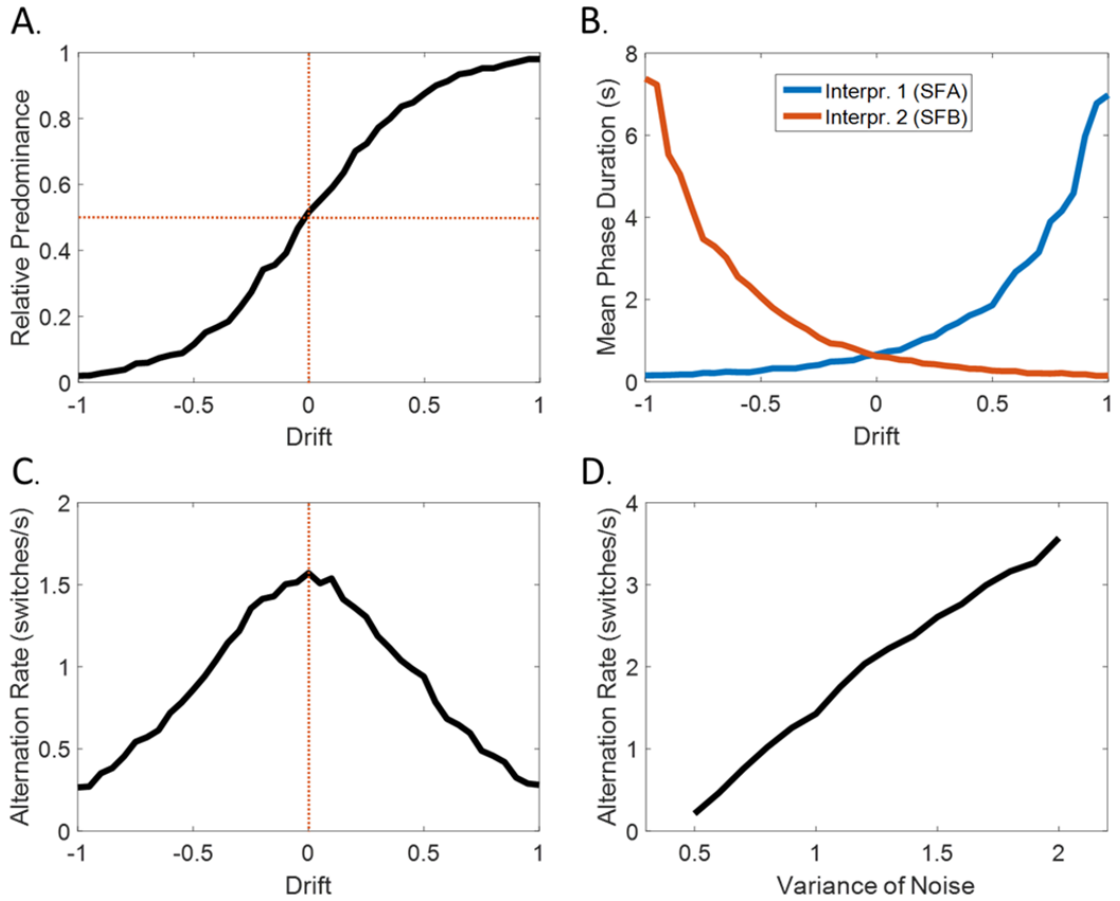 A.
1
0.8
0.6
0.4
0.2
0
Relative Predominance
-1 -0.5 0 0.5 1
Drift
B.
8
6
4
2
0
Mean Phase Duration (s)
Interpr. 1 (SFA)
Interpr. 2 (SFB)
-1 -0.5 0 0.5 1
Drift
C.
2
1.5
1
0.5
0
Alternation Rate (switches/s)
-1 -0.5 0 0.5 1
Drift
D.
4
3
2
1
0
Alternation Rate (switches/s)
0.5 1 1.5 2
Variance of Noise